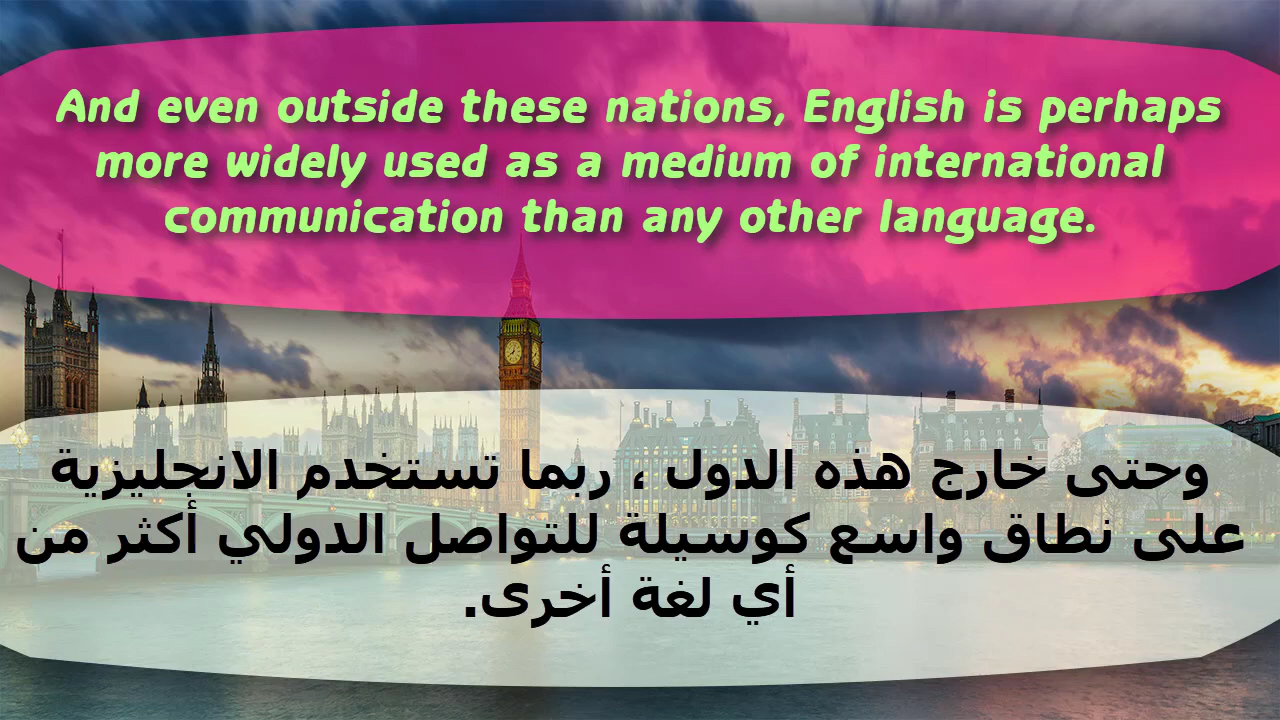 And even outside these nations, English is perhaps
more widely used as a medium of international
communication than any other language.
وحتى خارج هذه الدول ، ربما تستخدم الانجليزية
على نطاق واسع كوسيلة للتواصل الدولي أكثر من
أي لغة أخرى.